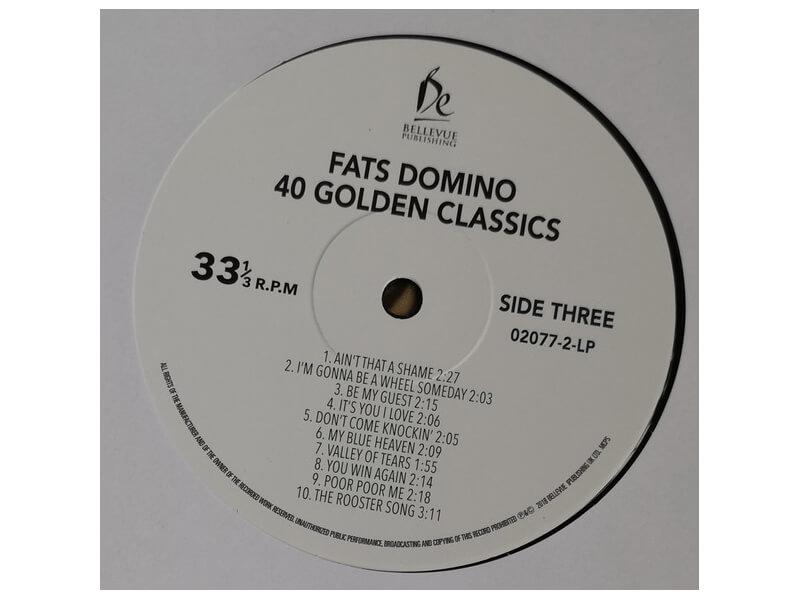 Be
BELLEVUE
PUBLISHING
FATS DOMINO
40 GOLDEN CLASSICS
33 1/3 R.P.M
SIDE THREE
02077-2-LP
1. AIN'T THAT A SHAME 2:27
2. I'M GONNA BE A WHEEL SOMEDAY 2:03
3. BE MY GUEST 2:15
4. IT'S YOU I LOVE 2:06
5. DON'T COME KNOCKIN' 2:05
6. MY BLUE HEAVEN 2:09
7. VALLEY OF TEARS 1:55
8. YOU WIN AGAIN 2:14
9. POOR POOR ME 2:18
10. THE ROOSTER SONG 3:11
ALL RIGHTS OF THE MANUFACTURER AND OF THE OWNER OF THE RECORDED WORK RESERVED. UNAUTHORIZED PUBLIC PERFORMANCE, BROADCASTING AND COPYING OF THIS RECORD PROHIBITED ℗&© 2018 BELLEVUE PUBLISHING UK LTD. MCPS